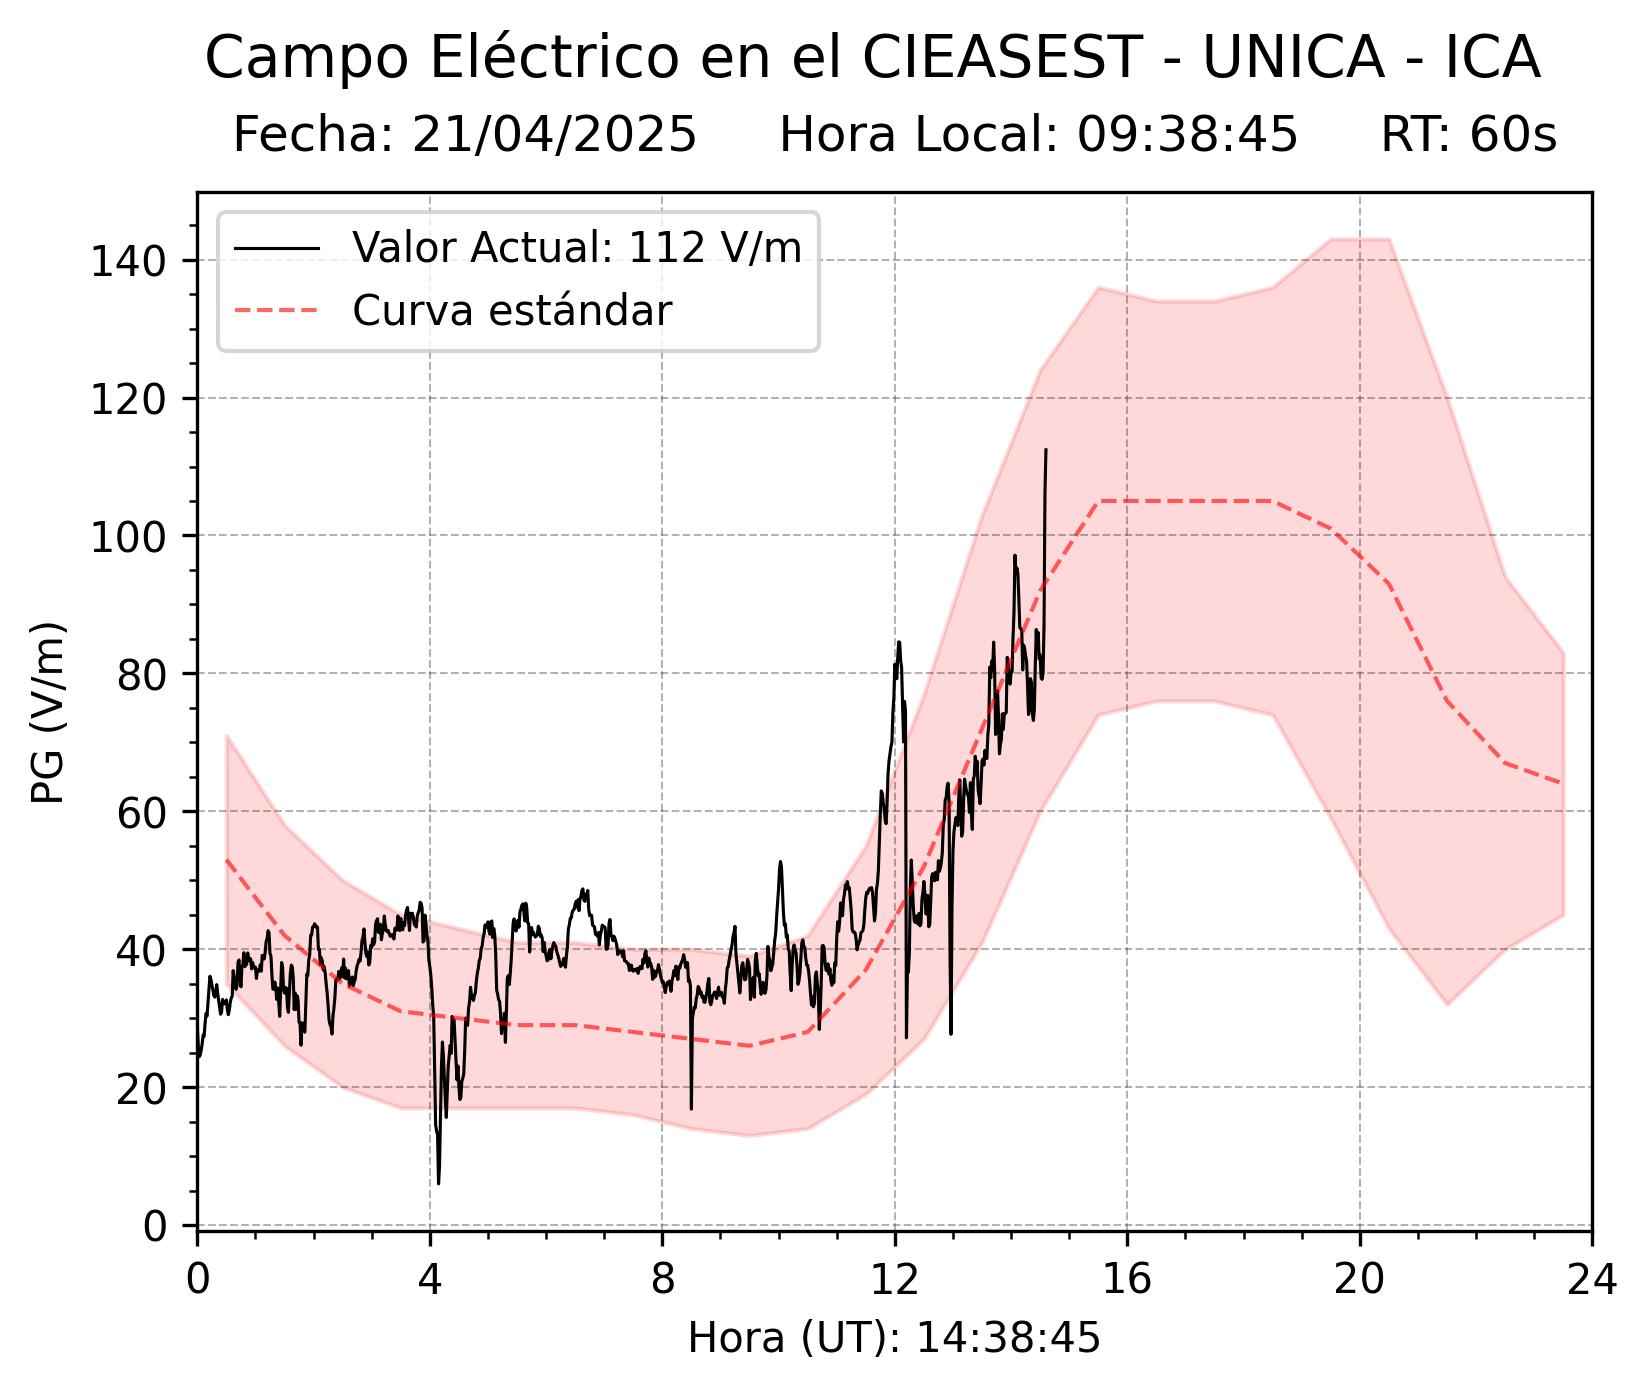 Campo Eléctrico en el CIEASEST - UNICA - ICA
Fecha: 21/04/2025 Hora Local: 09:38:45 RT: 60s
Valor Actual: 112 V/m
Curva estándar
140
120
100
80
60
40
20
0
PG (V/m)
0 4 8 12 16 20 24
Hora (UT): 14:38:45